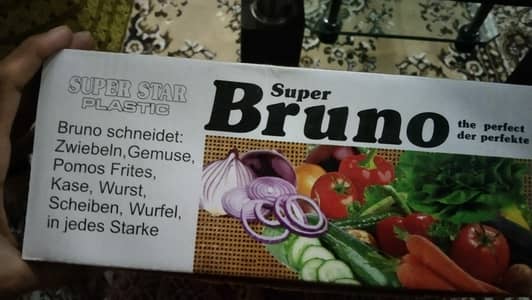 SUPER STAR
PLASTIC
Bruno schneidet:
Zwiebeln,Gemuse,
Pomos Frites,
Kase, Wurst,
Scheiben, Wurfel,
in jedes Starke
Super
Bruno
the perfect
der perfekte